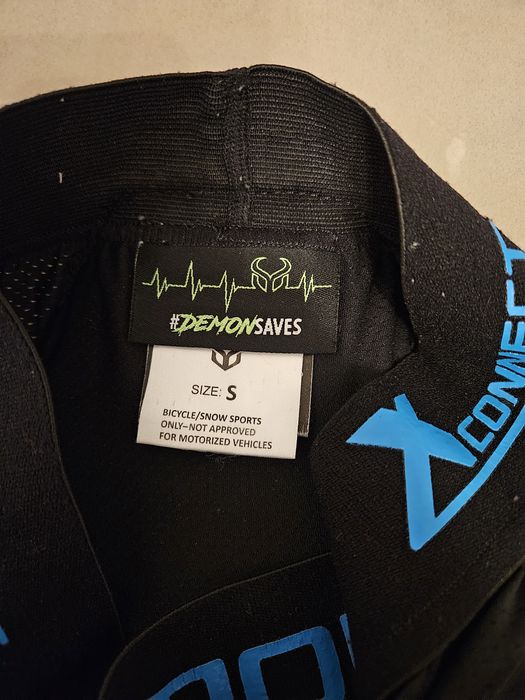 #DEMONSAVES
SIZE: S
BICYCLE/SNOW SPORTS
ONLY–NOT APPROVED
FOR MOTORIZED VEHICLES
X CONNECT